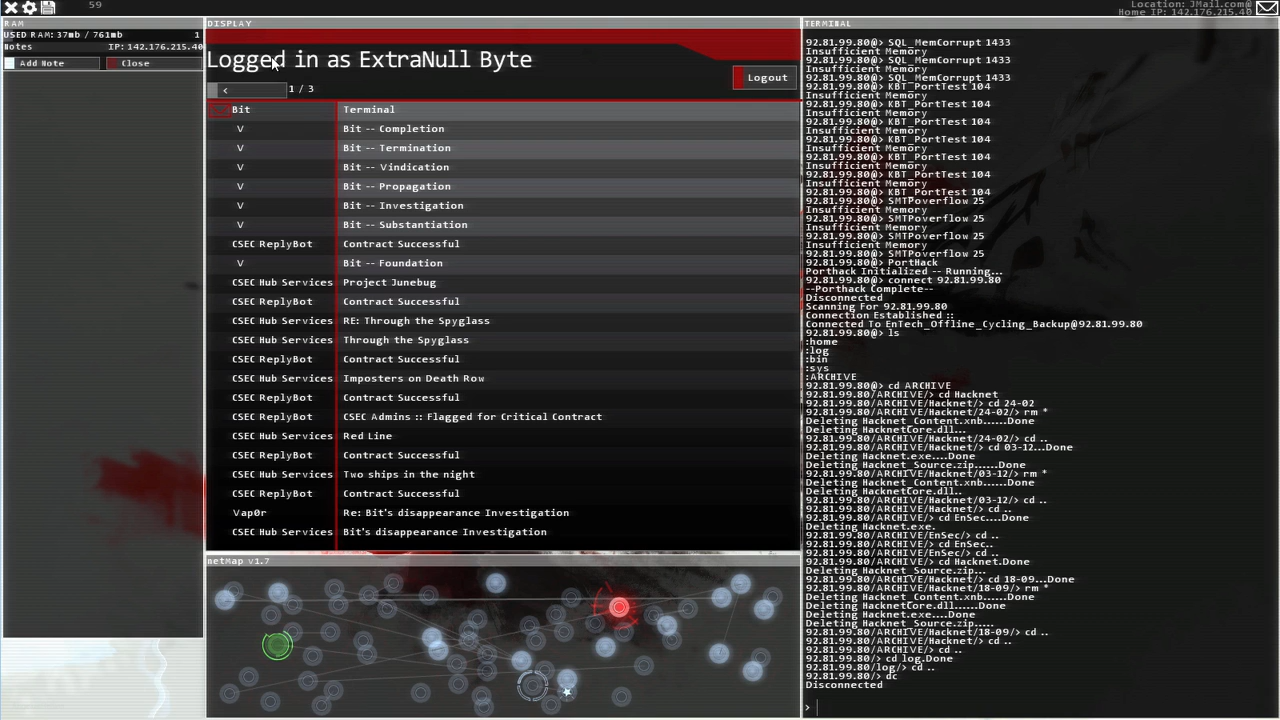 59
Location: JMail.com@
Home IP: 142.176.215.40
RAM
USED RAM: 37mb / 761mb 1
Notes IP: 142.176.215.40
Add Note Close
DISPLAY
Logged in as ExtraNull Byte
Logout
< 1 / 3
Bit Terminal
V Bit -- Completion
V Bit -- Termination
V Bit -- Vindication
V Bit -- Propagation
V Bit -- Investigation
V Bit -- Substantiation
CSEC ReplyBot Contract Successful
V Bit -- Foundation
CSEC Hub Services Project Junebug
CSEC ReplyBot Contract Successful
CSEC Hub Services RE: Through the Spyglass
CSEC Hub Services Through the Spyglass
CSEC ReplyBot Contract Successful
CSEC Hub Services Imposters on Death Row
CSEC ReplyBot Contract Successful
CSEC ReplyBot CSEC Admins :: Flagged for Critical Contract
CSEC Hub Services Red Line
CSEC ReplyBot Contract Successful
CSEC Hub Services Two ships in the night
CSEC ReplyBot Contract Successful
Vap0r Re: Bit's disappearance Investigation
CSEC Hub Services Bit's disappearance Investigation
netMap v1.7
TERMINAL
92.81.99.80@> SQL_MemCorrupt 1433
Insufficient Memory
92.81.99.80@> SQL_MemCorrupt 1433
Insufficient Memory
92.81.99.80@> SQL_MemCorrupt 1433
92.81.99.80@> KBT_PortTest 104
Insufficient Memory
92.81.99.80@> KBT_PortTest 104
Insufficient Memory
92.81.99.80@> KBT_PortTest 104
Insufficient Memory
92.81.99.80@> KBT_PortTest 104
Insufficient Memory
92.81.99.80@> KBT_PortTest 104
Insufficient Memory
92.81.99.80@> KBT_PortTest 104
Insufficient Memory
92.81.99.80@> KBT_PortTest 104
92.81.99.80@> SMTPoverflow 25
Insufficient Memory
92.81.99.80@> SMTPoverflow 25
Insufficient Memory
92.81.99.80@> SMTPoverflow 25
Insufficient Memory
92.81.99.80@> SMTPoverflow 25
92.81.99.80@> PortHack
Porthack Initialized -- Running...
92.81.99.80@> connect 92.81.99.80
--Porthack Complete--
Disconnected
Scanning For 92.81.99.80
Connection Established ::
Connected To EnTech_Offline_Cycling_Backup@92.81.99.80
92.81.99.80@> ls
:home
:log
:bin
:sys
:ARCHIVE
92.81.99.80@> cd ARCHIVE
92.81.99.80/ARCHIVE/> cd Hacknet
92.81.99.80/ARCHIVE/Hacknet/> cd 24-02
92.81.99.80/ARCHIVE/Hacknet/24-02/> rm *
Deleting Hacknet_Content.xnb......Done
Deleting HacknetCore.dll...
92.81.99.80/ARCHIVE/Hacknet/24-02/> cd ..
92.81.99.80/ARCHIVE/Hacknet/> cd 03-12...Done
Deleting Hacknet.exe....Done
Deleting Hacknet_Source.zip......Done
92.81.99.80/ARCHIVE/Hacknet/03-12/> rm *
Deleting Hacknet_Content.xnb......Done
Deleting HacknetCore.dll..
92.81.99.80/ARCHIVE/Hacknet/03-12/> cd ..
92.81.99.80/ARCHIVE/Hacknet/> cd ..
92.81.99.80/ARCHIVE/> cd EnSec....Done
Deleting Hacknet.exe.
92.81.99.80/ARCHIVE/EnSec/> cd ..
92.81.99.80/ARCHIVE/> cd EnSec..
92.81.99.80/ARCHIVE/EnSec/> cd ..
92.81.99.80/ARCHIVE/> cd Hacknet.Done
Deleting Hacknet_Source.zip...
92.81.99.80/ARCHIVE/Hacknet/> cd 18-09...Done
92.81.99.80/ARCHIVE/Hacknet/18-09/> rm *
Deleting Hacknet_Content.xnb......Done
Deleting HacknetCore.dll......Done
Deleting Hacknet.exe....Done
Deleting Hacknet_Source.zip.....
92.81.99.80/ARCHIVE/Hacknet/18-09/> cd ..
92.81.99.80/ARCHIVE/Hacknet/> cd ..
92.81.99.80/ARCHIVE/> cd ..
92.81.99.80/> cd log.Done
92.81.99.80/log/> cd ..
92.81.99.80/> dc
Disconnected
>